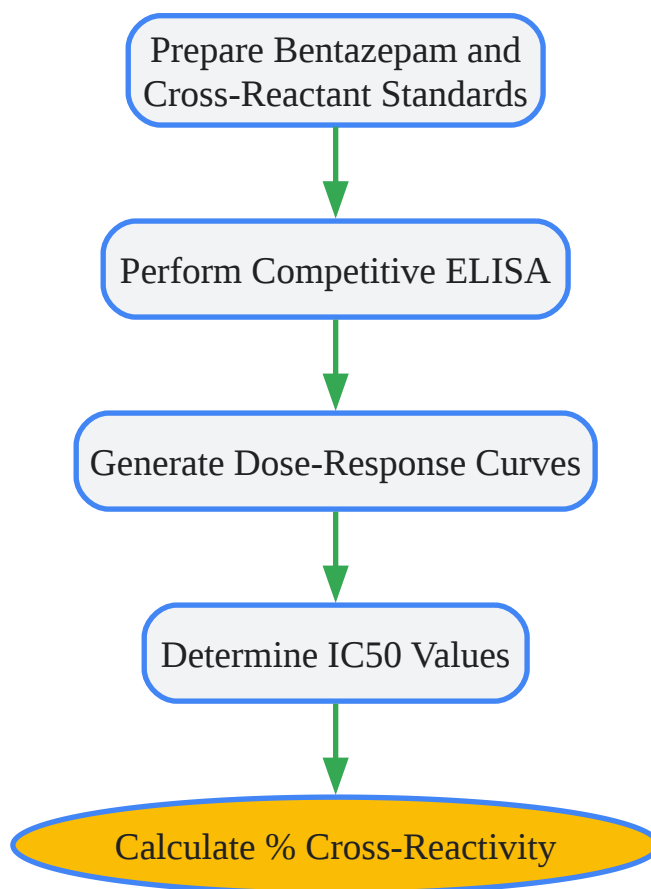 Prepare Bentazepam and
Cross-Reactant Standards
Perform Competitive ELISA
Generate Dose-Response Curves
Determine IC50 Values
Calculate % Cross-Reactivity